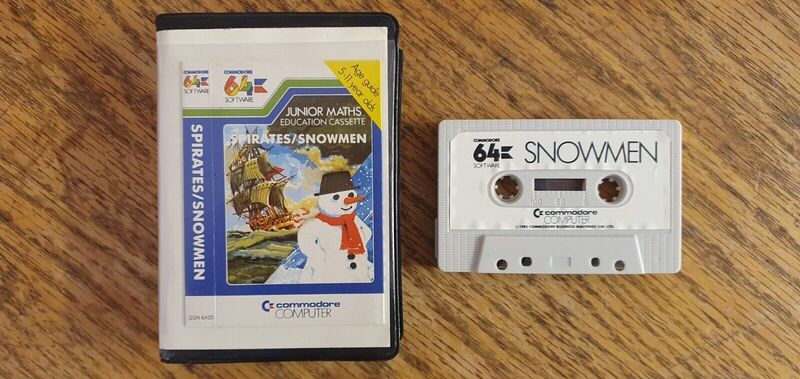 COMMODORE
64
SOFTWARE
SPIRATES/SNOWMEN
SSN 6420
COMMODORE
64
SOFTWARE
Age guide
5-11 year olds
JUNIOR MATHS
EDUCATION CASSETTE
SPIRATES/SNOWMEN
commodore
COMPUTER
COMMODORE
64
SOFTWARE
SNOWMEN
100 50 0
commodore
COMPUTER
© 1983 COMMODORE BUSINESS MACHINES (UK) LTD.